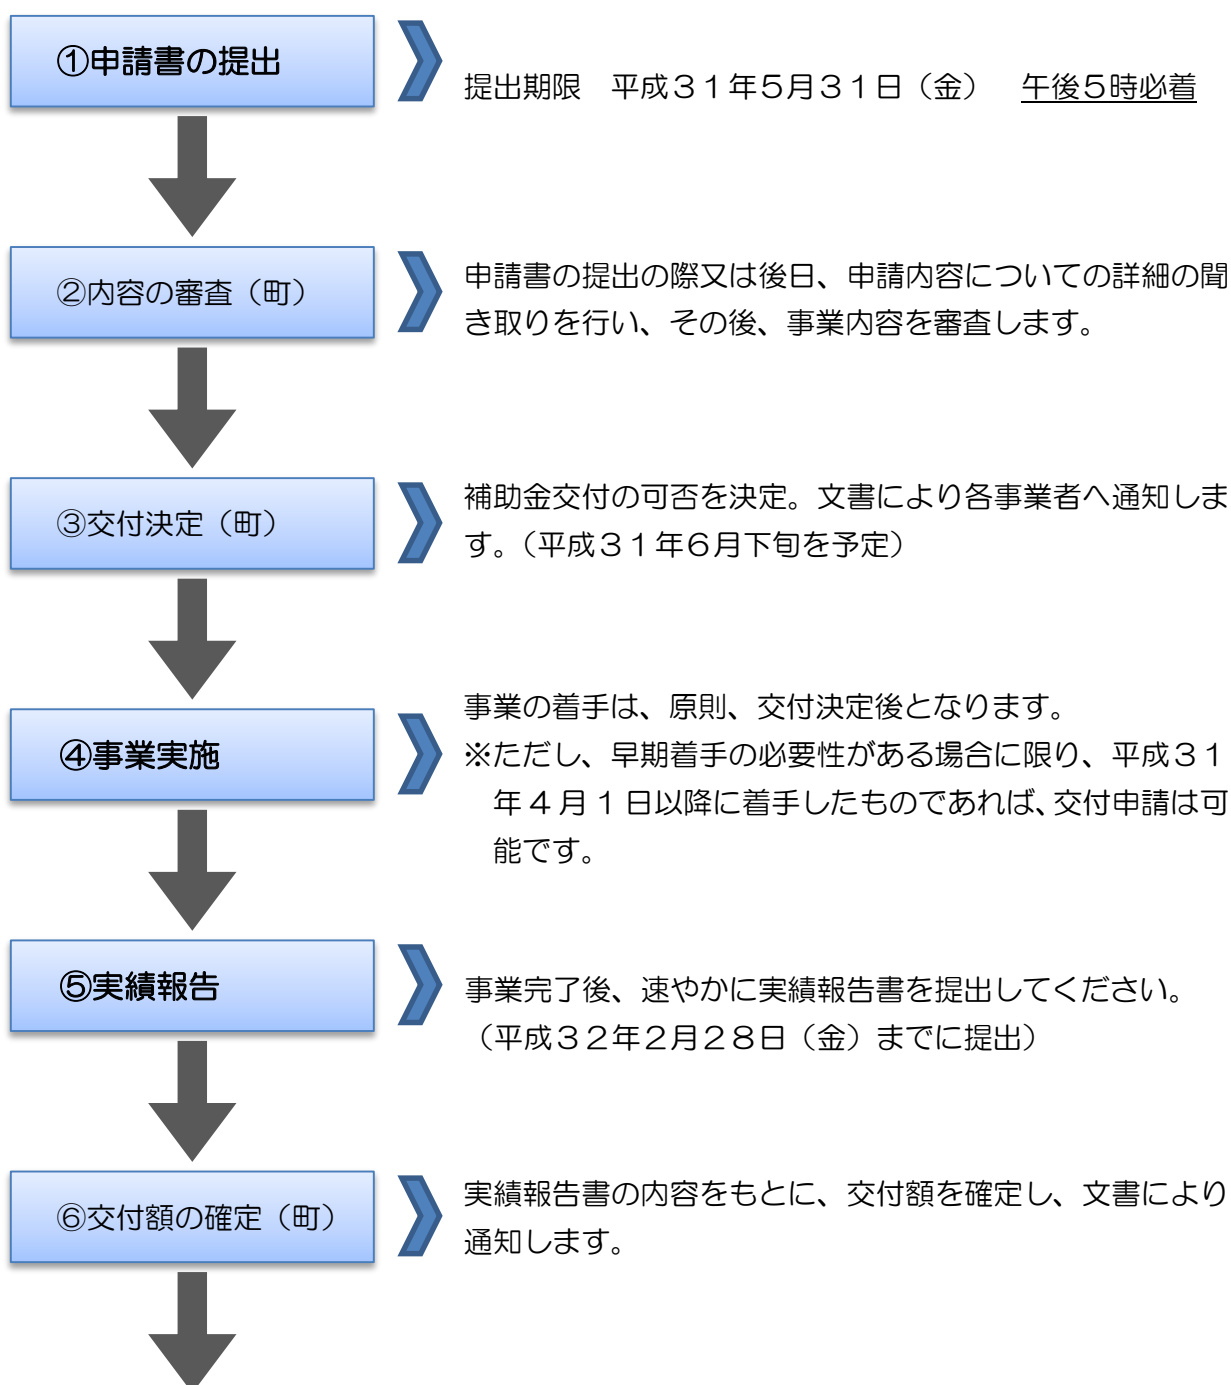 ①申請書の提出
提出期限　平成３１年５月３１日（金）　午後５時必着
②内容の審査（町）
申請書の提出の際又は後日、申請内容についての詳細の聞
き取りを行い、その後、事業内容を審査します。
③交付決定（町）
補助金交付の可否を決定。文書により各事業者へ通知しま
す。（平成３１年６月下旬を予定）
④事業実施
事業の着手は、原則、交付決定後となります。
※ただし、早期着手の必要性がある場合に限り、平成３１
年４月１日以降に着手したものであれば、交付申請は可
能です。
⑤実績報告
事業完了後、速やかに実績報告書を提出してください。
（平成３２年２月２８日（金）までに提出）
⑥交付額の確定（町）
実績報告書の内容をもとに、交付額を確定し、文書により
通知します。